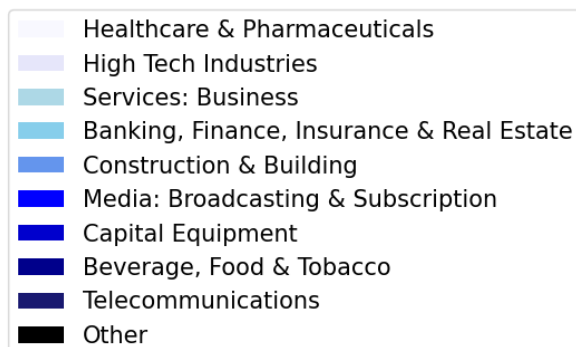 Healthcare & Pharmaceuticals
High Tech Industries
Services: Business
Banking, Finance, Insurance & Real Estate
Construction & Building
Media: Broadcasting & Subscription
Capital Equipment
Beverage, Food & Tobacco
Telecommunications
Other